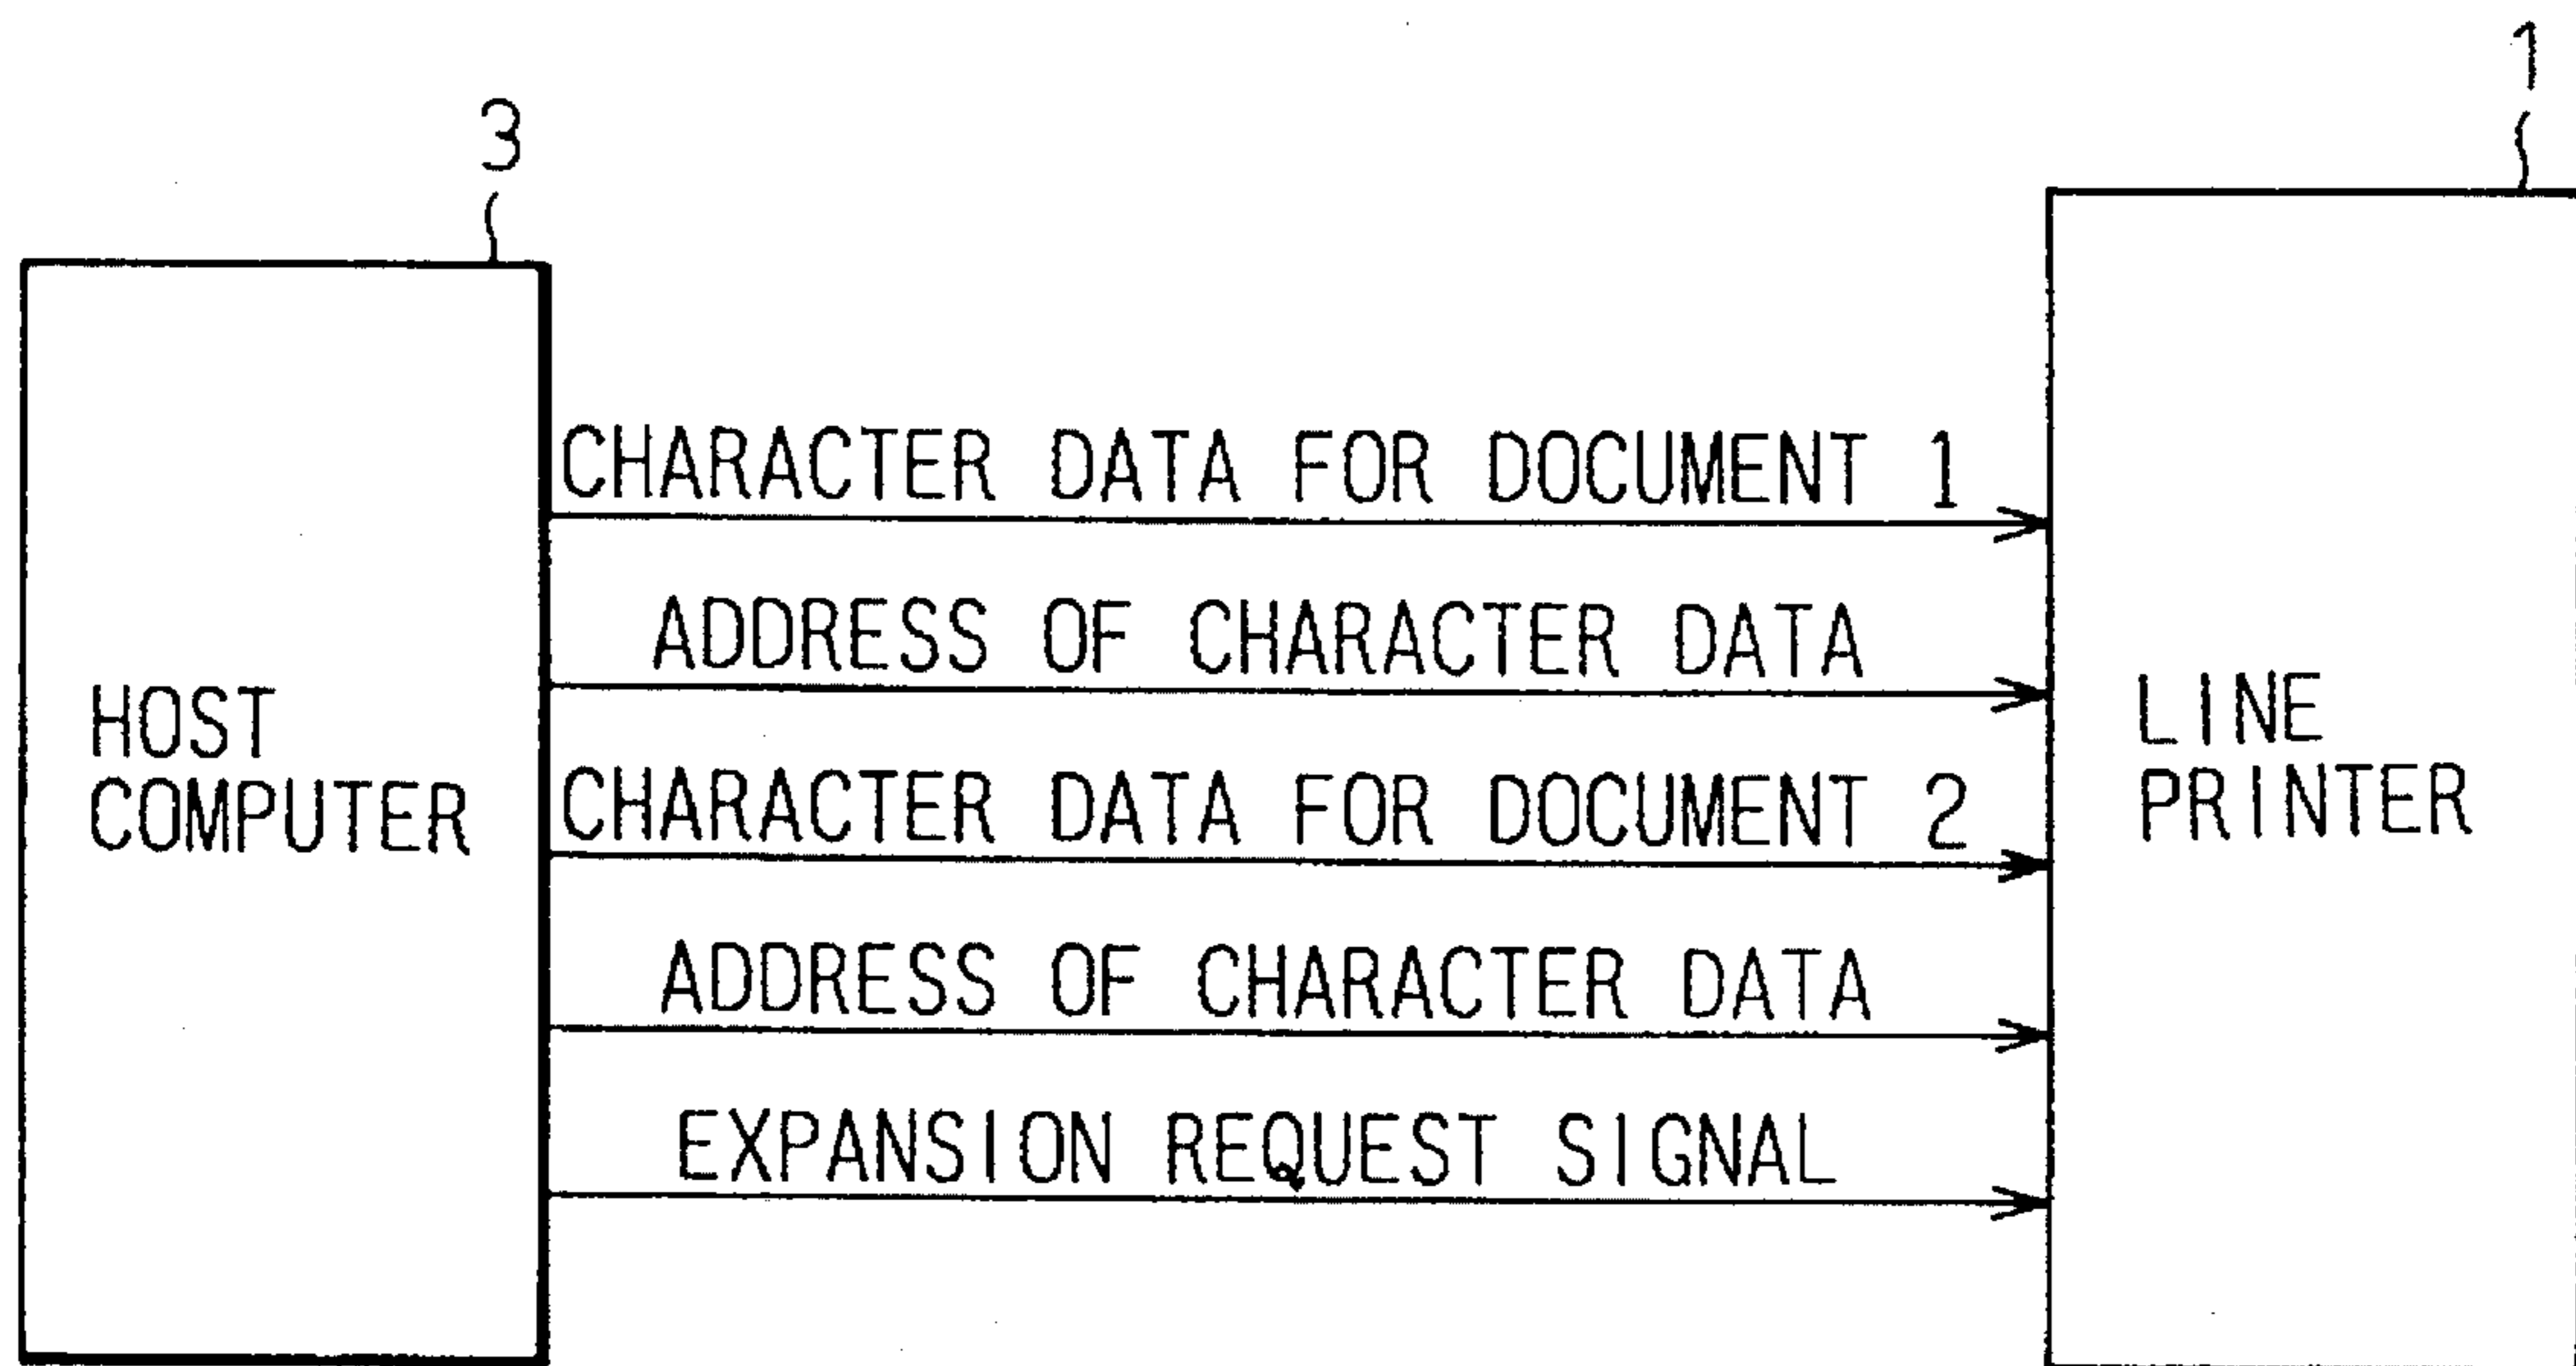 3
1
CHARACTER DATA FOR DOCUMENT 1
ADDRESS OF CHARACTER DATA
HOST
COMPUTER
CHARACTER DATA FOR DOCUMENT 2
ADDRESS OF CHARACTER DATA
EXPANSION REQUEST SIGNAL
LINE
PRINTER